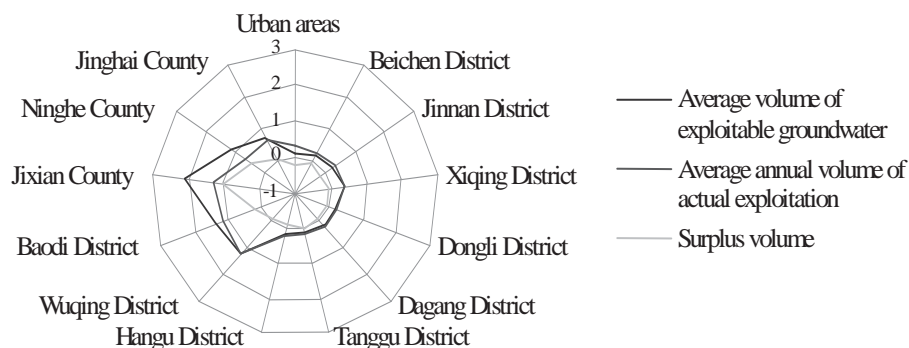 Urban areas
Beichen District
Jinnan District
Xiqing District
Dongli District
Dagang District
Tanggu District
Hangu District
Wuqing District
Baodi District
Jixian County
Ninghe County
Jinghai County
3
2
1
0
-1
Average volume of
exploitable groundwater
Average annual volume of
actual exploitation
Surplus volume